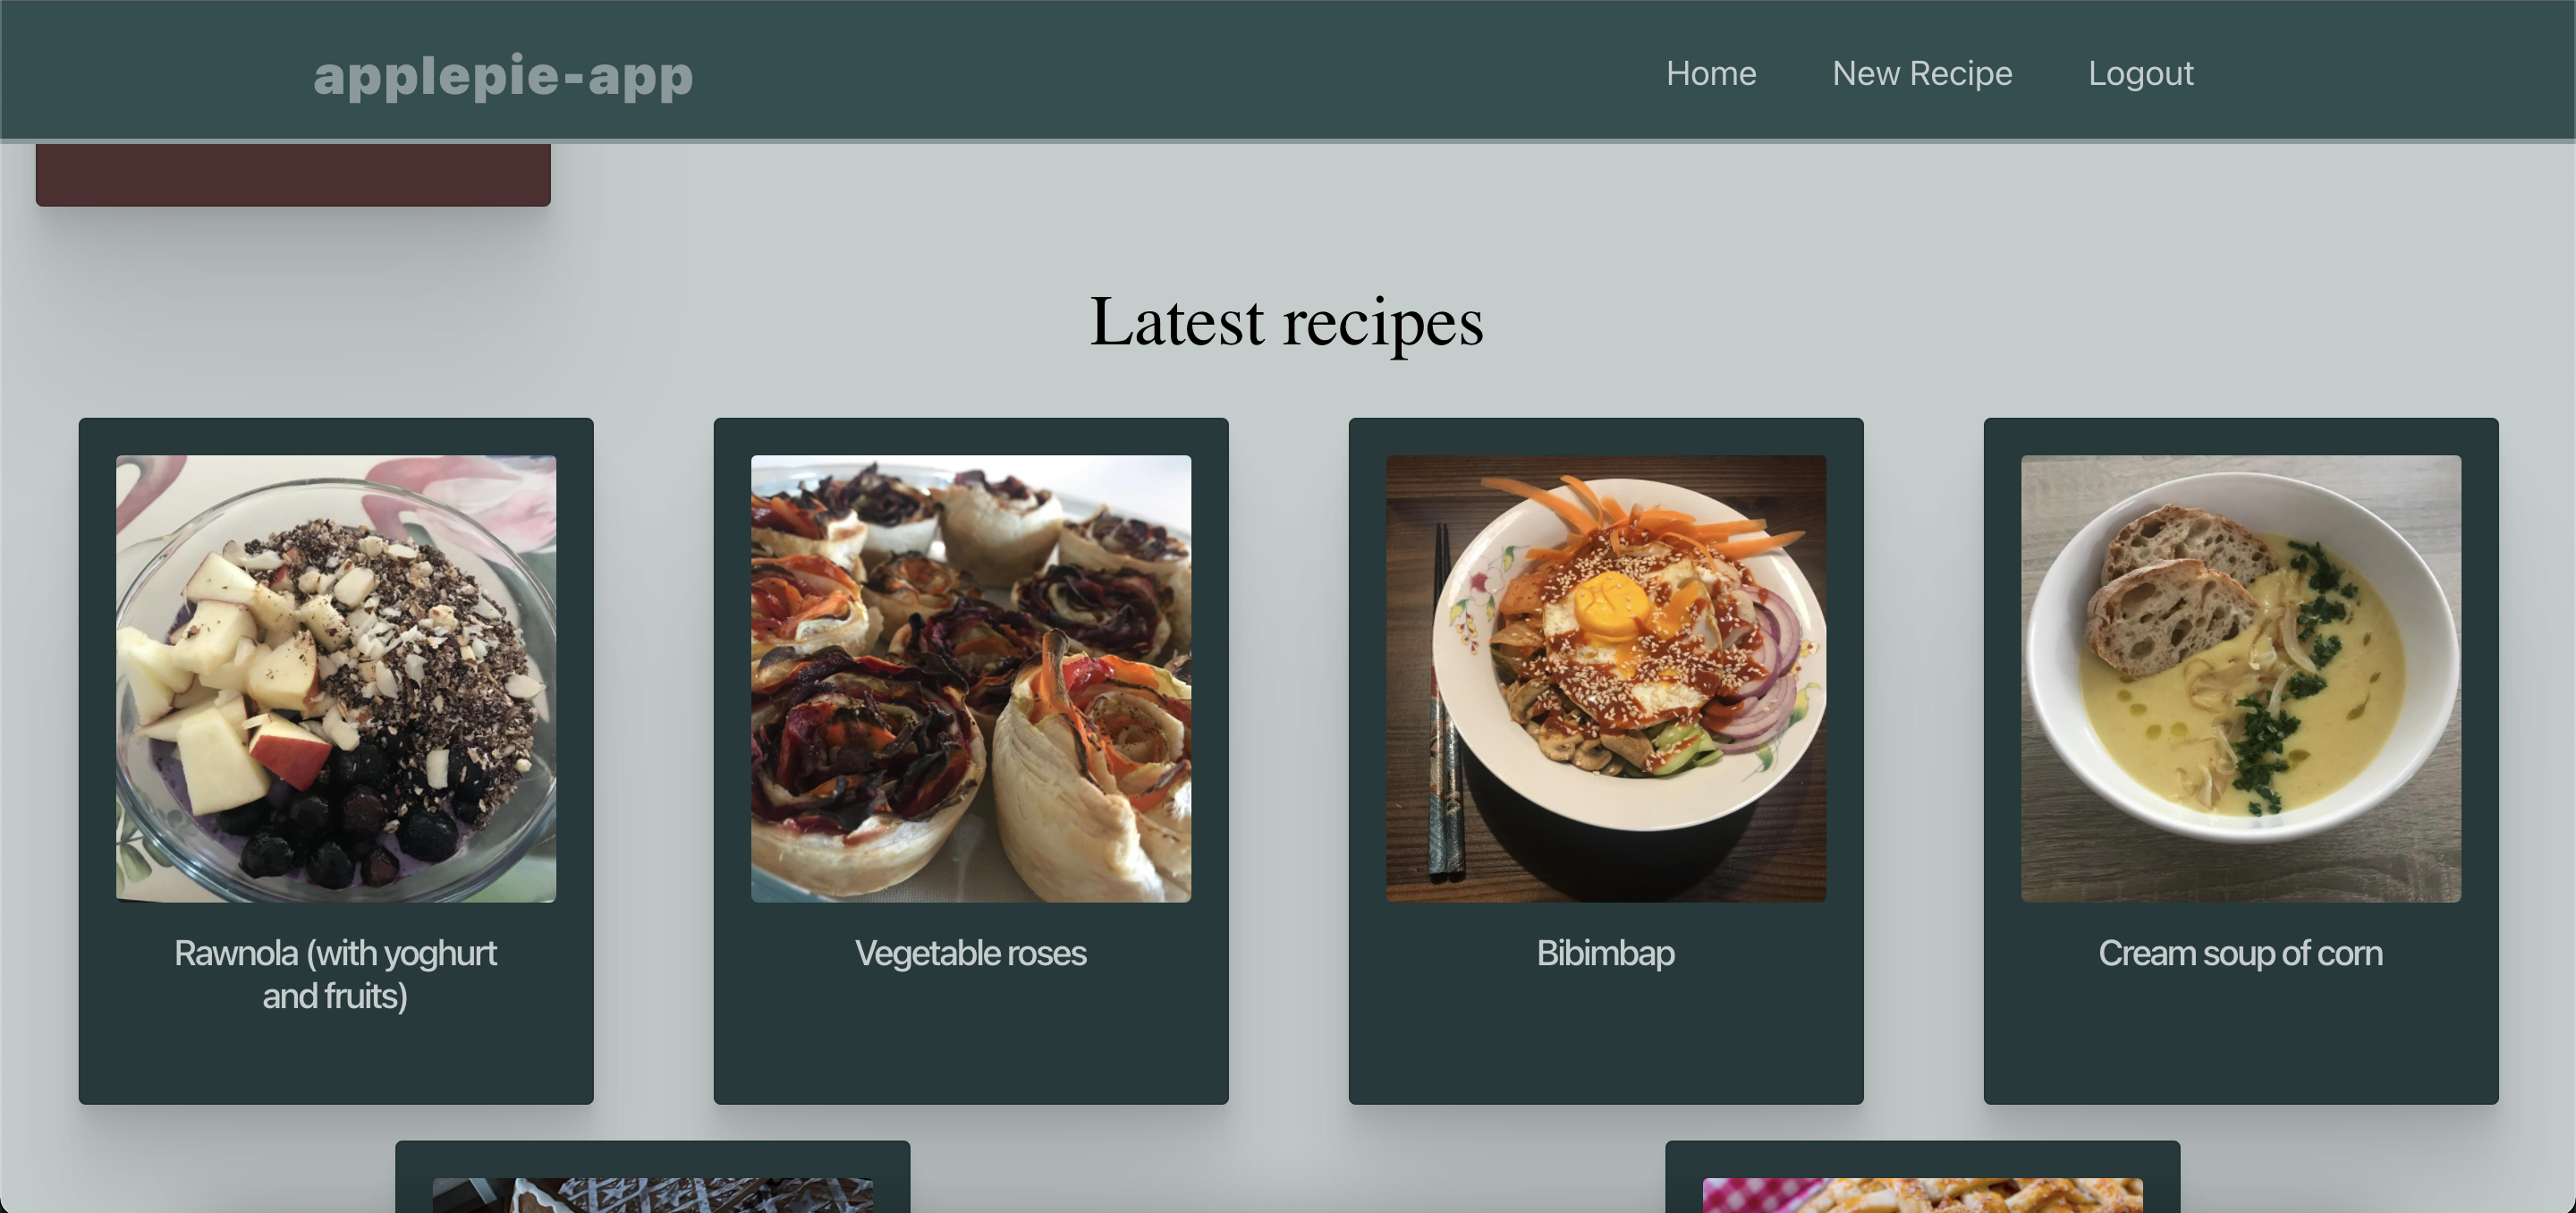 applepie-app
Home
New Recipe
Logout
Latest recipes
Rawnola (with yoghurt
and fruits)
Vegetable roses
Bibimbap
Cream soup of corn